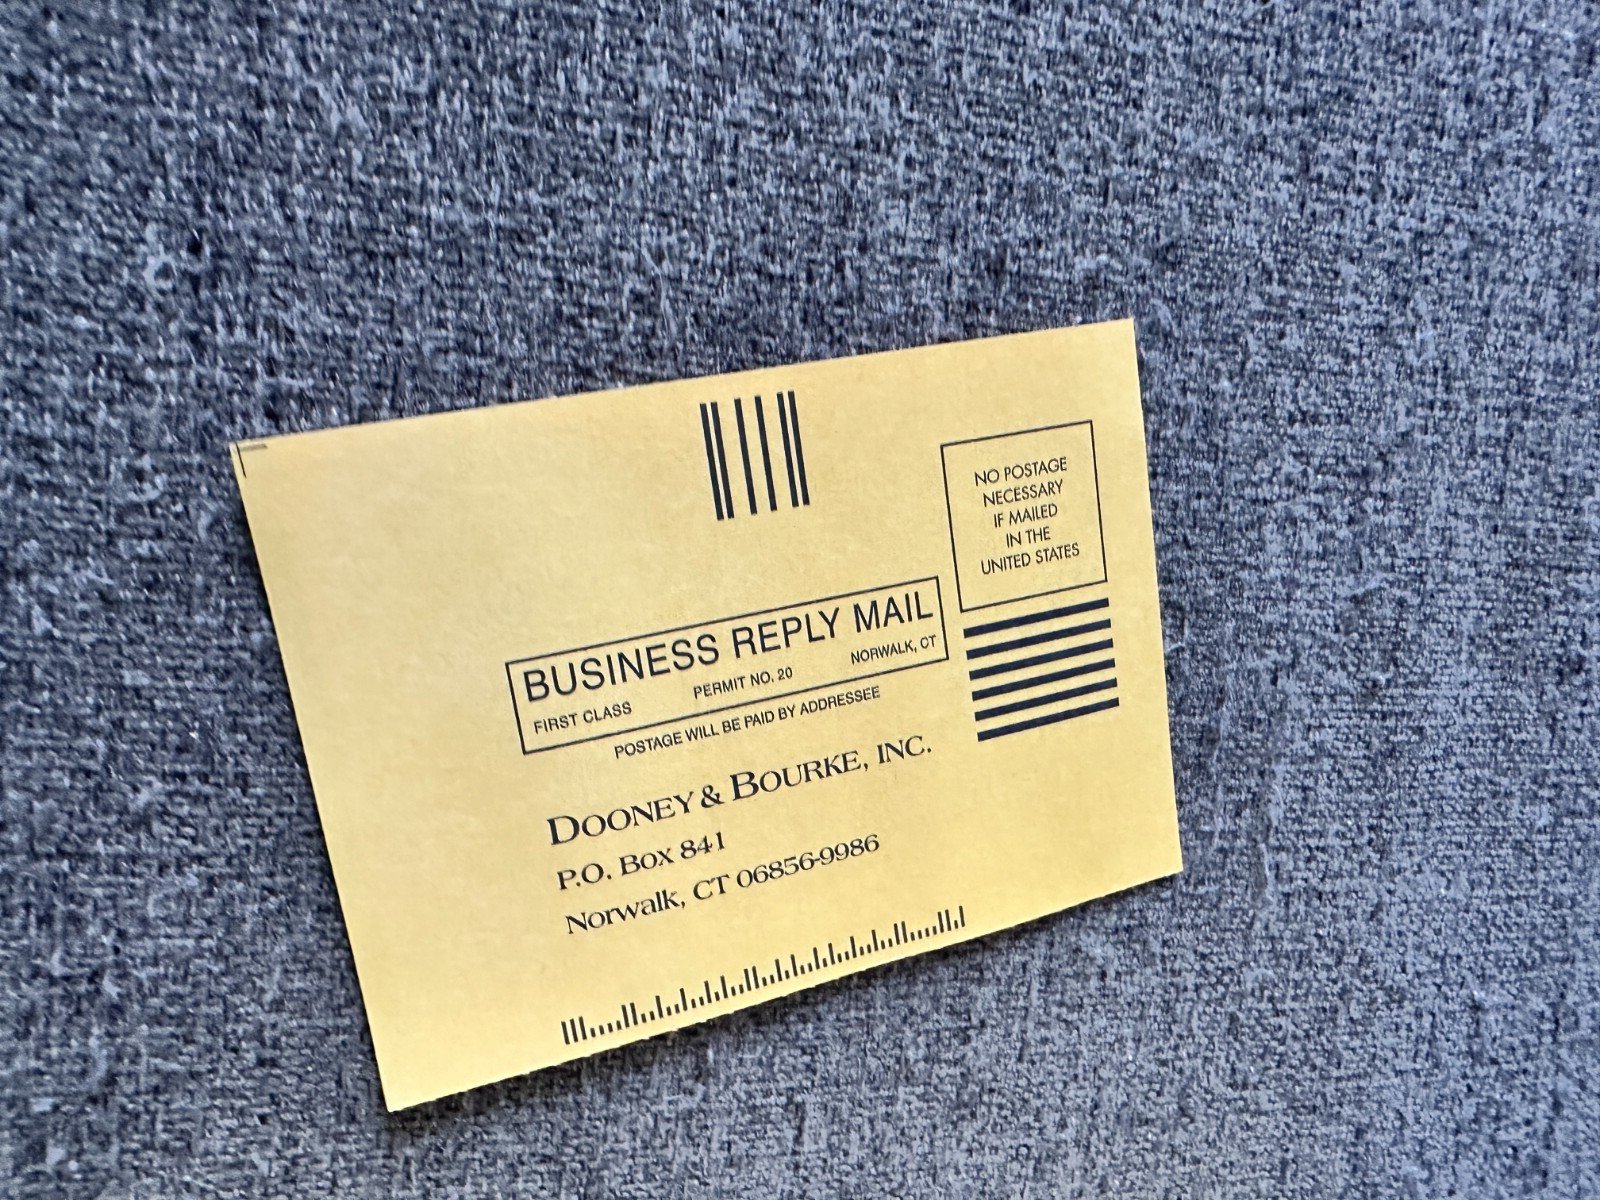 NO POSTAGE
NECESSARY
IF MAILED
IN THE
UNITED STATES
BUSINESS REPLY MAIL
FIRST CLASS PERMIT NO. 20 NORWALK, CT
POSTAGE WILL BE PAID BY ADDRESSEE
DOONEY & BOURKE, INC.
P.O. BOX 841
Norwalk, CT 06856-9986